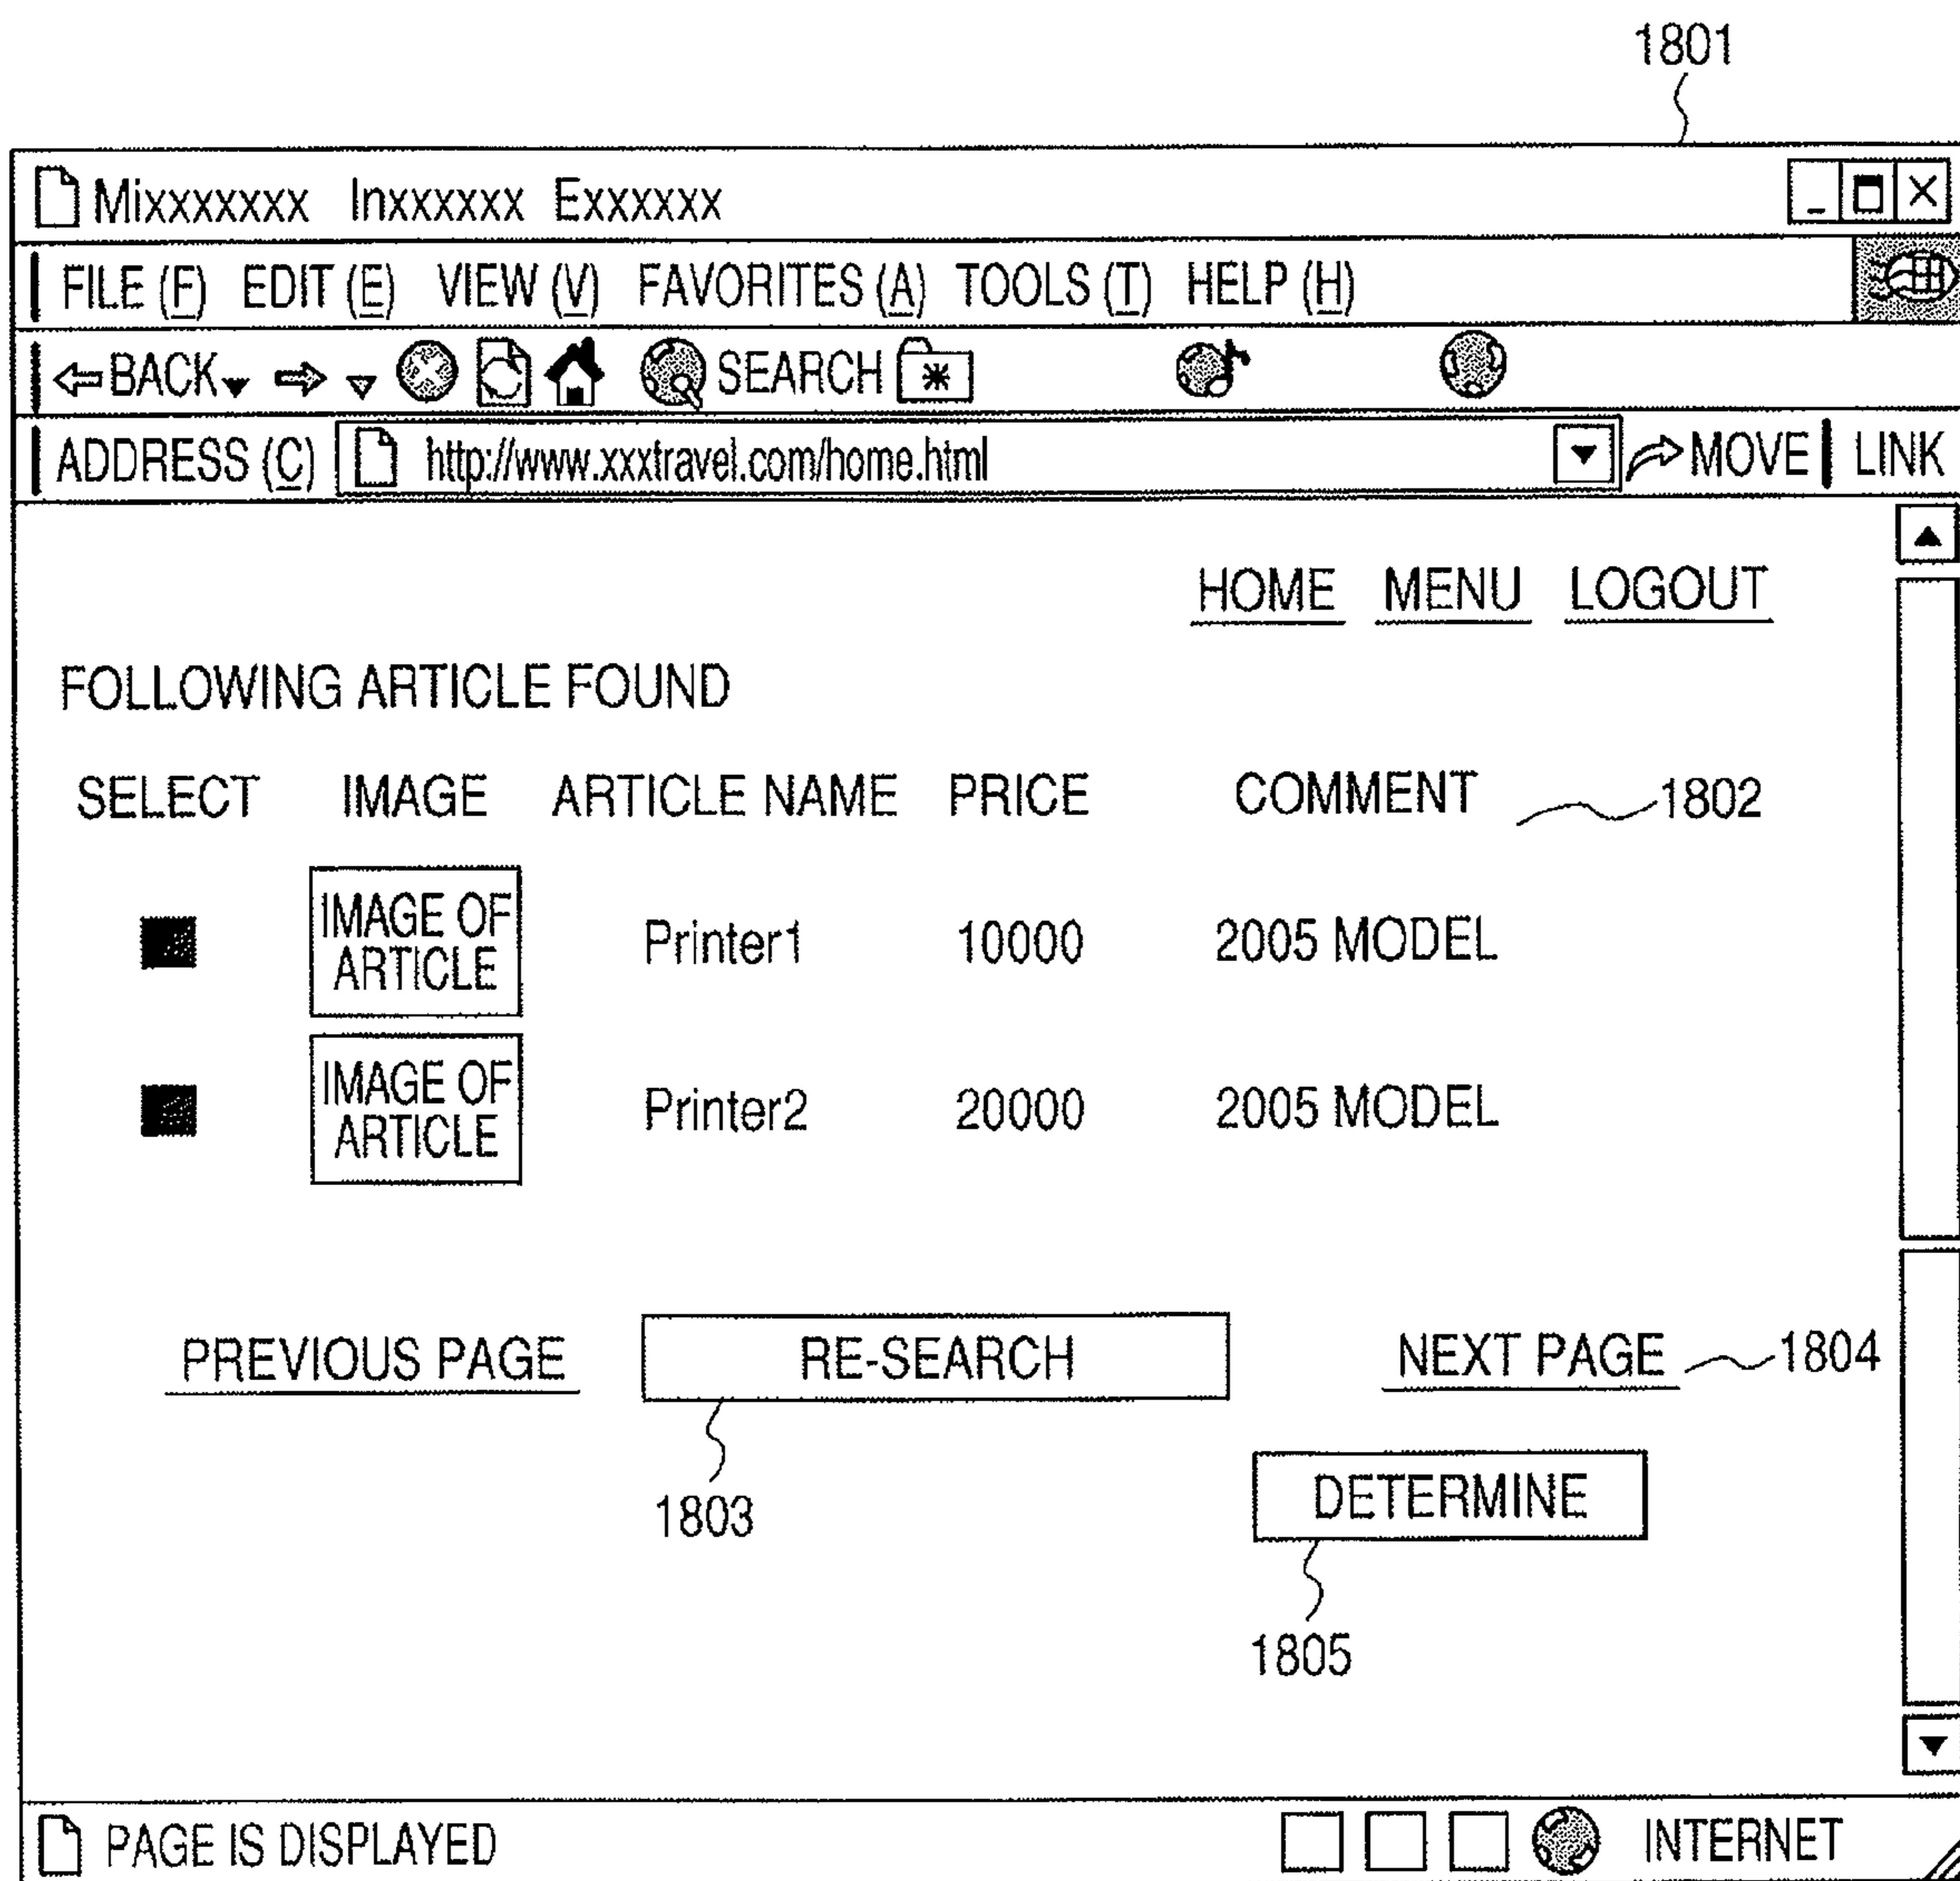 1801
Mixxxxxxx Inxxxxxx Exxxxxx
FILE (F) EDIT (E) VIEW (V) FAVORITES (A) TOOLS (T) HELP (H)
BACK SEARCH
ADDRESS (C) http://www.xxxtravel.com/home.html MOVE LINK
HOME MENU LOGOUT
FOLLOWING ARTICLE FOUND
SELECT IMAGE ARTICLE NAME PRICE COMMENT 1802
IMAGE OF
ARTICLE
Printer1 10000 2005 MODEL
IMAGE OF
ARTICLE
Printer2 20000 2005 MODEL
PREVIOUS PAGE RE-SEARCH NEXT PAGE 1804
1803
DETERMINE
1805
PAGE IS DISPLAYED INTERNET